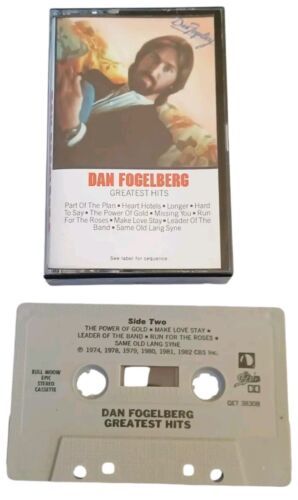 Dan Fogelberg
DAN FOGELBERG
GREATEST HITS
Part Of The Plan • Heart Hotels • Longer • Hard
To Say • The Power Of Gold • Missing You • Run
For The Roses • Make Love Stay • Leader Of The
Band • Same Old Lang Syne
See label for sequence
Side Two
THE POWER OF GOLD • MAKE LOVE STAY •
LEADER OF THE BAND • RUN FOR THE ROSES •
SAME OLD LANG SYNE
℗ 1974, 1978, 1979, 1980, 1981, 1982 CBS Inc.
FULL MOON/
EPIC
STEREO
CASSETTE
Epic
QET 38308
DAN FOGELBERG
GREATEST HITS